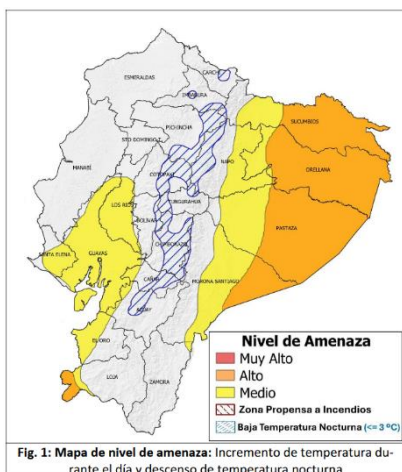 CARCHI
ESMERALDAS
IMBABURA
SUCUMBIOS
PICHINCHA
STO DOMINGO
NAPO
ORELLANA
MANABÍ
COTOPAXI
LOS RIOS
TUNGURAHUA
PASTAZA
BOLIVAR
CHIMBORAZO
SANTA ELENA
GUAYAS
CAÑAR
MORONA SANTIAGO
AZUAY
EL ORO
LOJA
ZAMORA
Nivel de Amenaza
Muy Alto
Alto
Medio
Zona Propensa a Incendios
Baja Temperatura Nocturna (<= 3 ºC)
Fig. 1: Mapa de nivel de amenaza: Incremento de temperatura du-
rante el día y descenso de temperatura nocturna